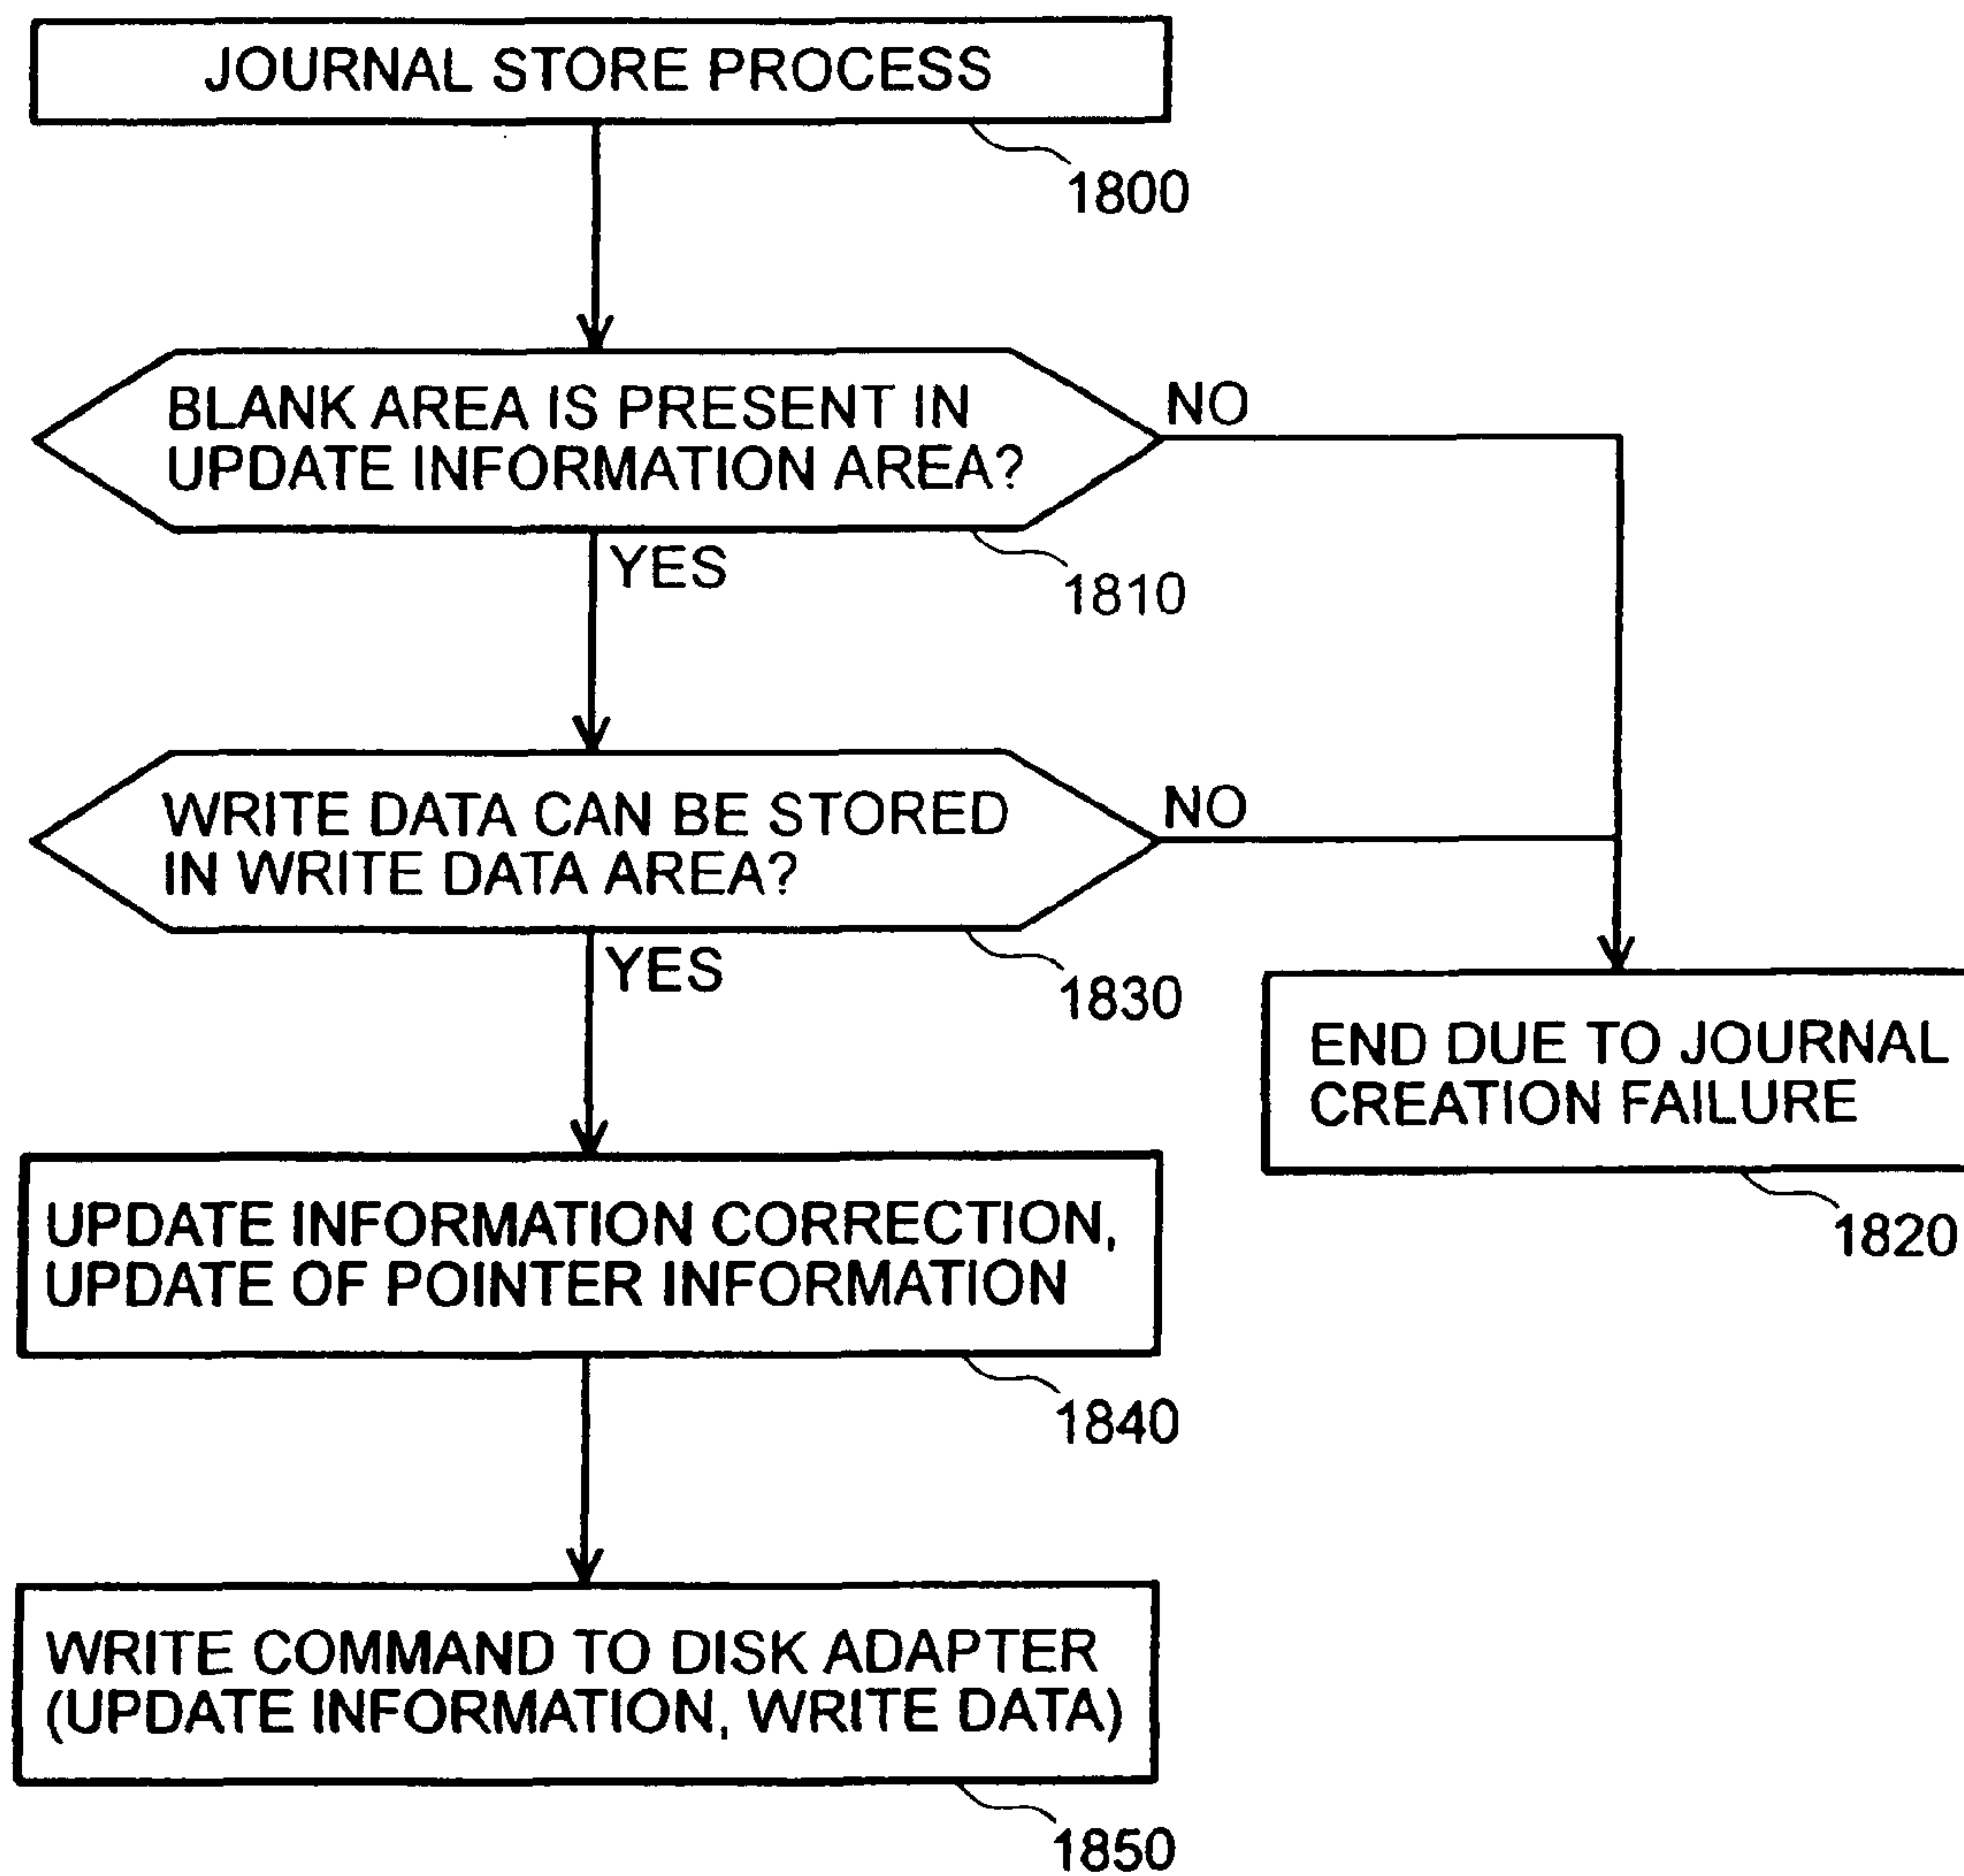 JOURNAL STORE PROCESS
1800
BLANK AREA IS PRESENT IN
UPDATE INFORMATION AREA?
NO
YES
1810
WRITE DATA CAN BE STORED
IN WRITE DATA AREA?
NO
YES
1830
END DUE TO JOURNAL
CREATION FAILURE
1820
UPDATE INFORMATION CORRECTION,
UPDATE OF POINTER INFORMATION
1840
WRITE COMMAND TO DISK ADAPTER
(UPDATE INFORMATION, WRITE DATA)
1850